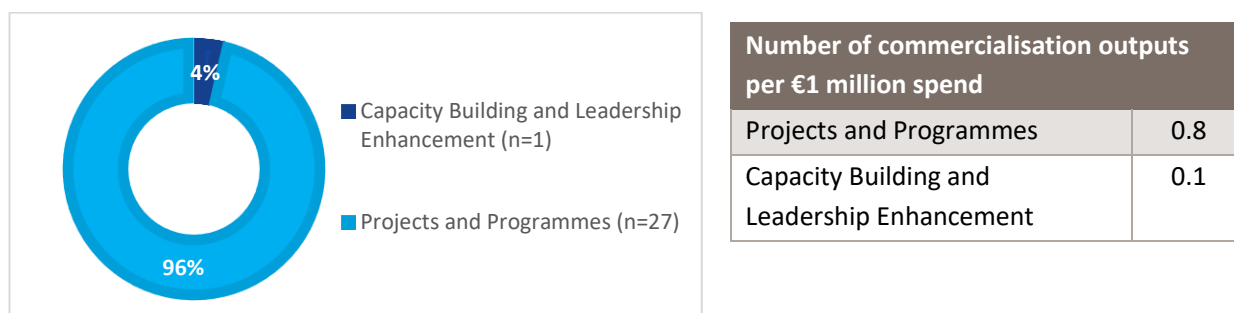 4%
96%
Capacity Building and Leadership
Enhancement (n=1)
Projects and Programmes (n=27)
Number of commercialisation outputs
per €1 million spend
Projects and Programmes 0.8
Capacity Building and 0.1
Leadership Enhancement